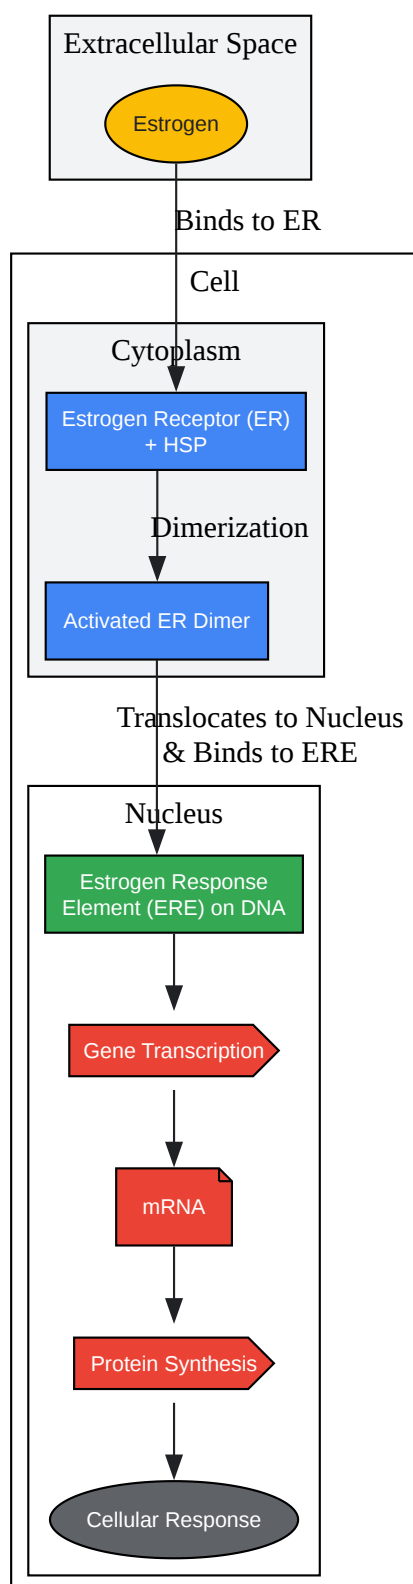 Extracellular Space
Estrogen
Binds to ER
Cell
Cytoplasm
Estrogen Receptor (ER)
+ HSP
Dimerization
Activated ER Dimer
Translocates to Nucleus
& Binds to ERE
Nucleus
Estrogen Response
Element (ERE) on DNA
Gene Transcription
mRNA
Protein Synthesis
Cellular Response